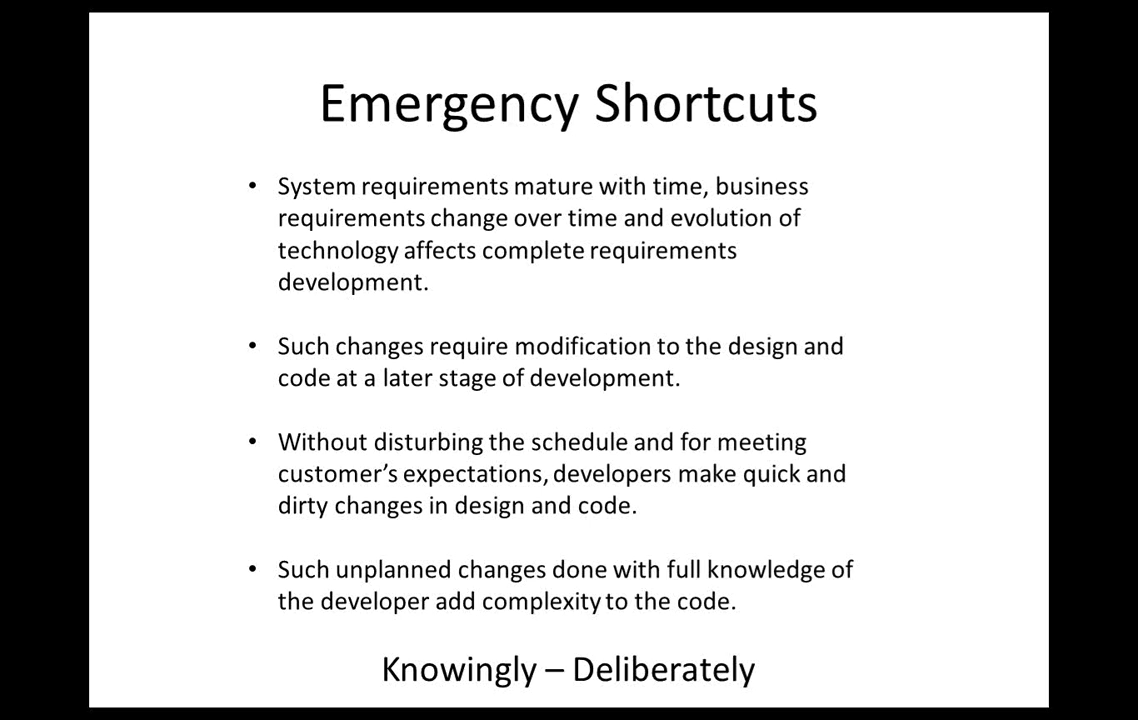 Emergency Shortcuts
• System requirements mature with time, business
requirements change over time and evolution of
technology affects complete requirements
development.
• Such changes require modification to the design and
code at a later stage of development.
• Without disturbing the schedule and for meeting
customer’s expectations, developers make quick and
dirty changes in design and code.
• Such unplanned changes done with full knowledge of
the developer add complexity to the code.
Knowingly – Deliberately